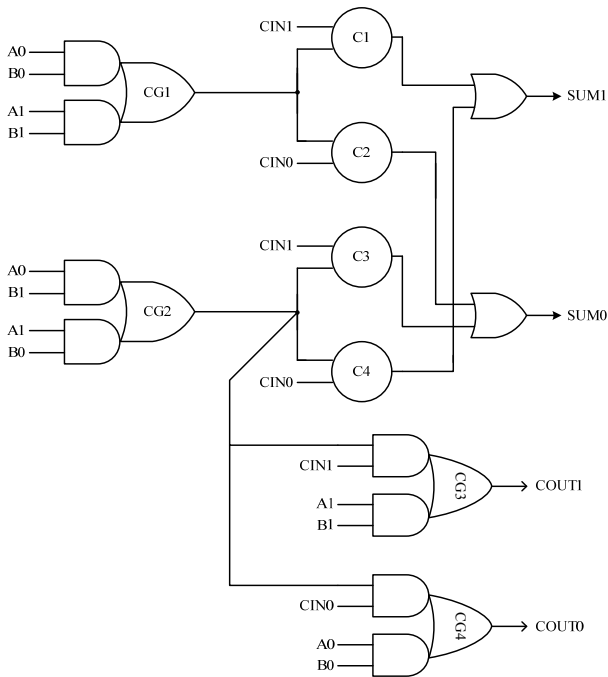 CIN1
C1
A0
B0
CG1
SUM1
A1
B1
C2
CIN0
CIN1
C3
A0
B1
CG2
SUM0
A1
B0
C4
CIN0
CIN1
CG3
COUT1
A1
B1
CIN0
CG4
COUT0
A0
B0